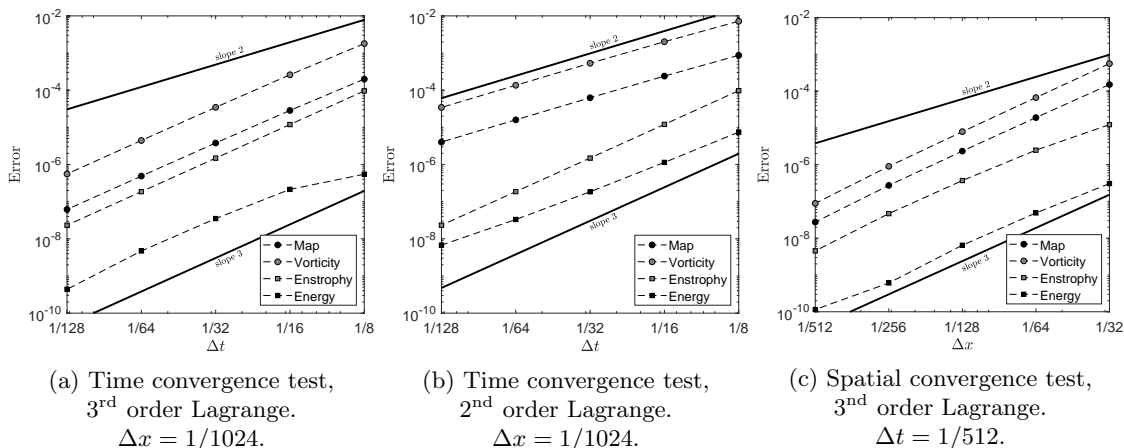 10-2
10-4
10-6
10-8
10-10
Error
slope 2
slope 3
Map
Vorticity
Enstrophy
Energy
1/128 1/64 1/32 1/16 1/8
Δt
(a) Time convergence test,
3rd order Lagrange.
Δx = 1/1024.
10-2
10-4
10-6
10-8
10-10
Error
slope 2
slope 3
Map
Vorticity
Enstrophy
Energy
1/128 1/64 1/32 1/16 1/8
Δt
(b) Time convergence test,
2nd order Lagrange.
Δx = 1/1024.
10-2
10-4
10-6
10-8
10-10
Error
slope 2
slope 3
Map
Vorticity
Enstrophy
Energy
1/512 1/256 1/128 1/64 1/32
Δx
(c) Spatial convergence test,
3nd order Lagrange.
Δt = 1/512.